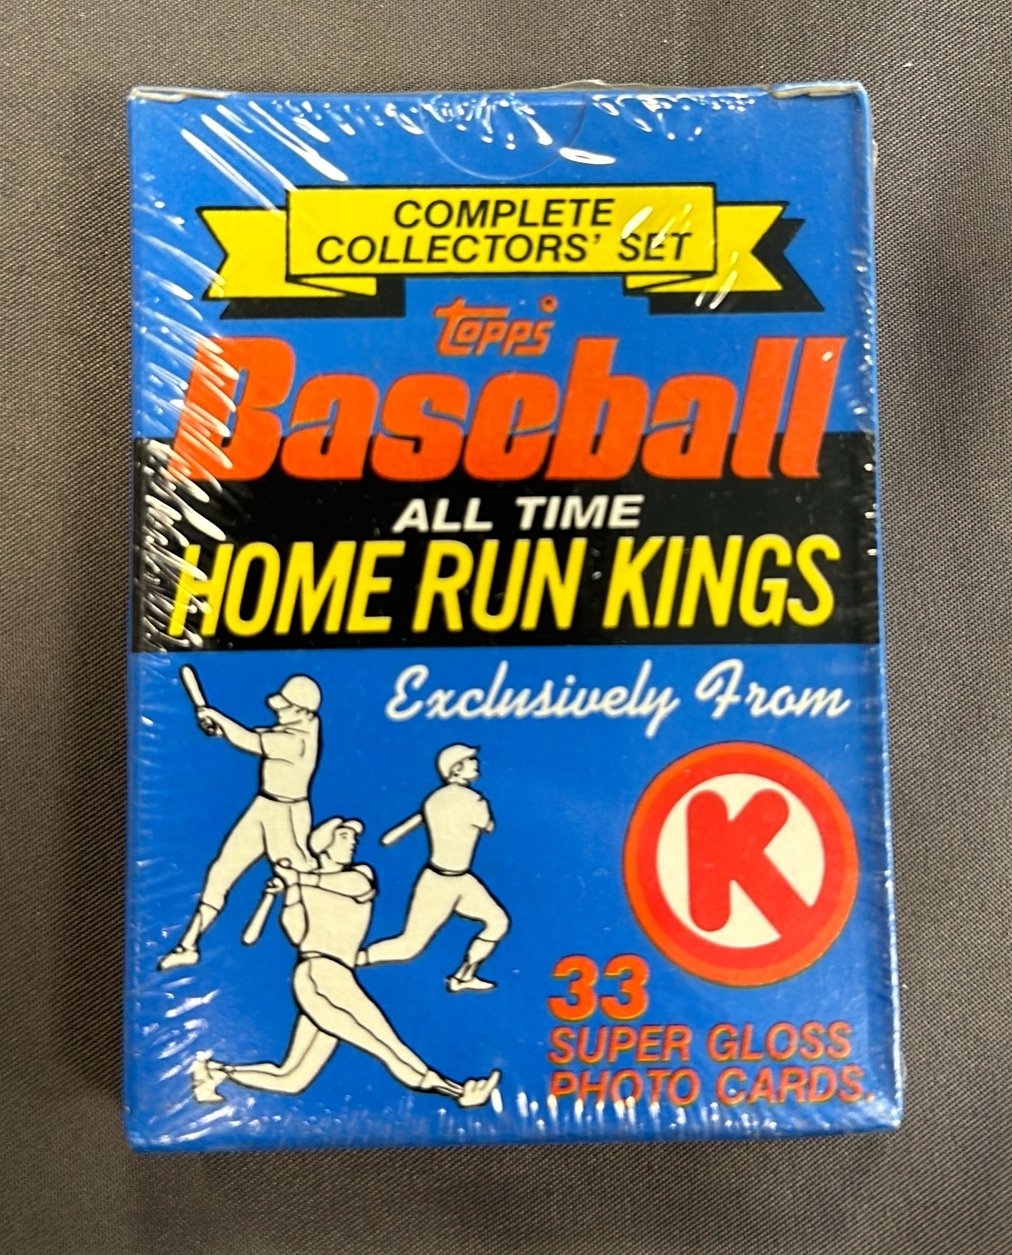 COMPLETE
COLLECTORS' SET
topps
Baseball
ALL TIME
HOME RUN KINGS
Exclusively From
K
33
SUPER GLOSS
PHOTO CARDS.